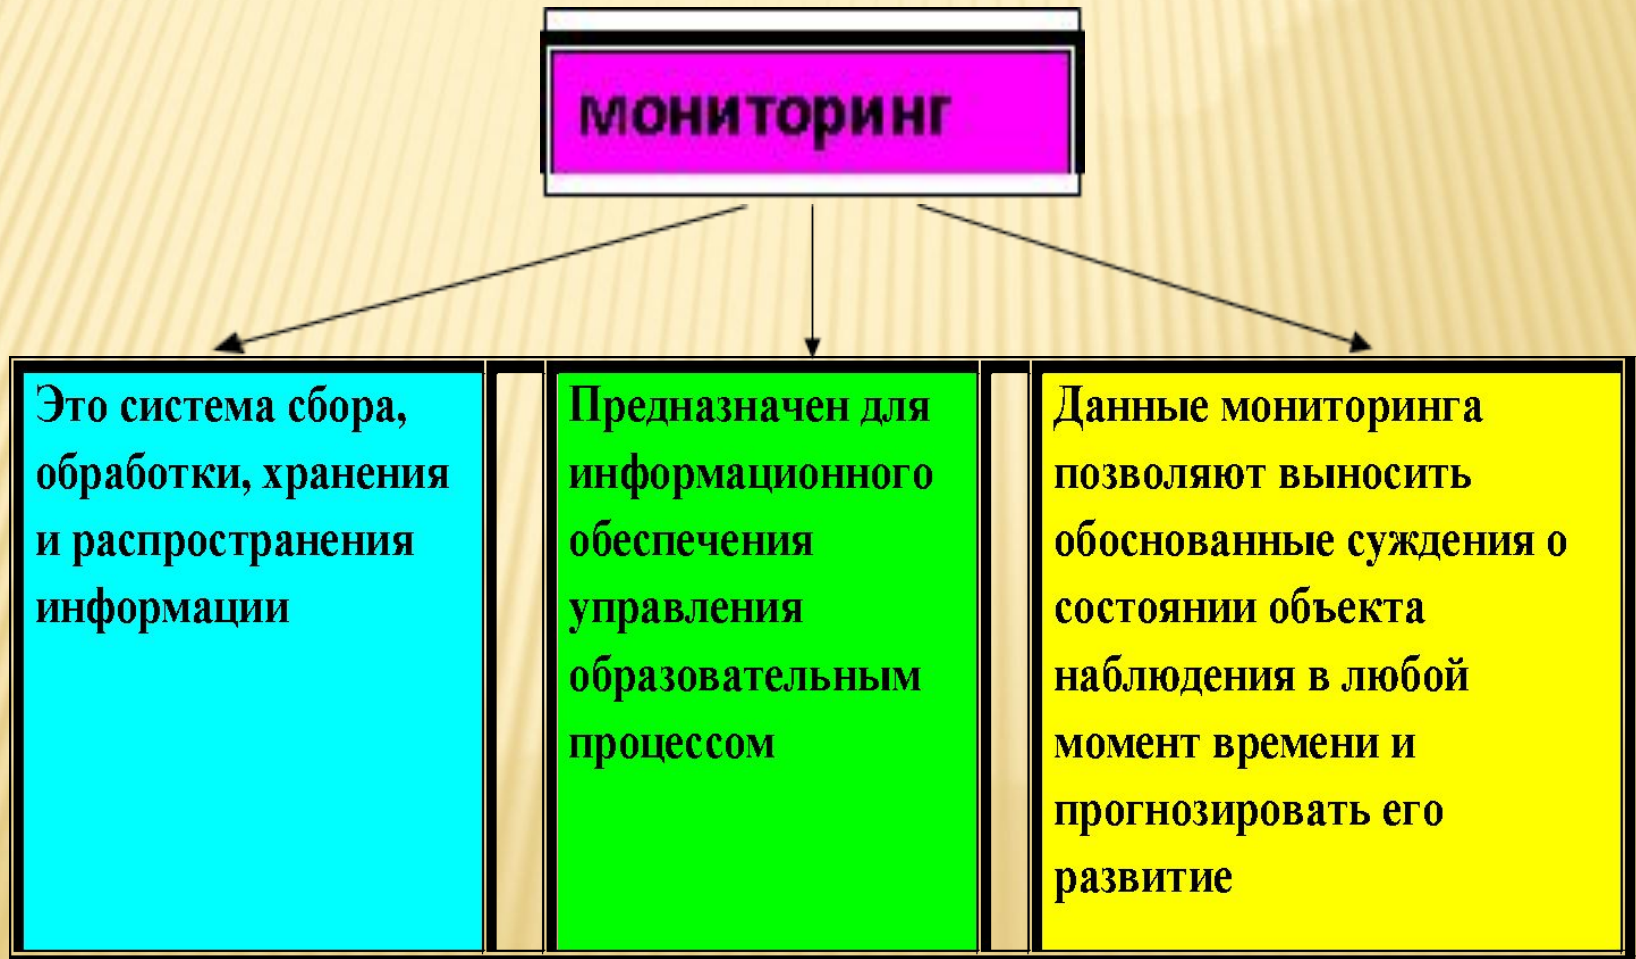 мониторинг
Это система сбора,
обработки, хранения
и распространения
информации
Предназначен для
информационного
обеспечения
управления
образовательным
процессом
Данные мониторинга
позволяют выносить
обоснованные суждения о
состоянии объекта
наблюдения в любой
момент времени и
прогнозировать его
развитие